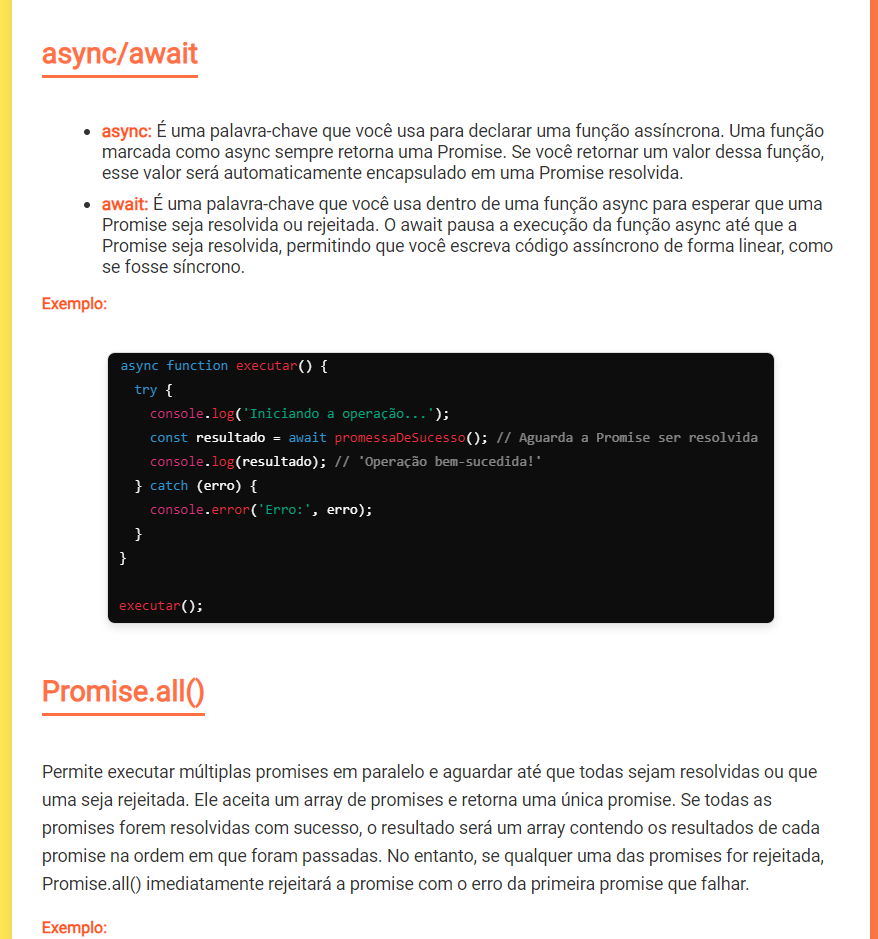 async/await
async: É uma palavra-chave que você usa para declarar uma função assíncrona. Uma função
marcada como async sempre retorna uma Promise. Se você retornar um valor dessa função,
esse valor será automaticamente encapsulado em uma Promise resolvida.
await: É uma palavra-chave que você usa dentro de uma função async para esperar que uma
Promise seja resolvida ou rejeitada. O await pausa a execução da função async até que a
Promise seja resolvida, permitindo que você escreva código assíncrono de forma linear, como
se fosse síncrono.
Exemplo:
async function executar() {
  try {
    console.log('Iniciando a operação...');
    const resultado = await promessaDeSucesso(); // Aguarda a Promise ser resolvida
    console.log(resultado); // 'Operação bem-sucedida!'
  } catch (erro) {
    console.error('Erro:', erro);
  }
}
executar();
Promise.all()
Permite executar múltiplas promises em paralelo e aguardar até que todas sejam resolvidas ou que
uma seja rejeitada. Ele aceita um array de promises e retorna uma única promise. Se todas as
promises forem resolvidas com sucesso, o resultado será um array contendo os resultados de cada
promise na ordem em que foram passadas. No entanto, se qualquer uma das promises for rejeitada,
Promise.all() imediatamente rejeitará a promise com o erro da primeira promise que falhar.
Exemplo: